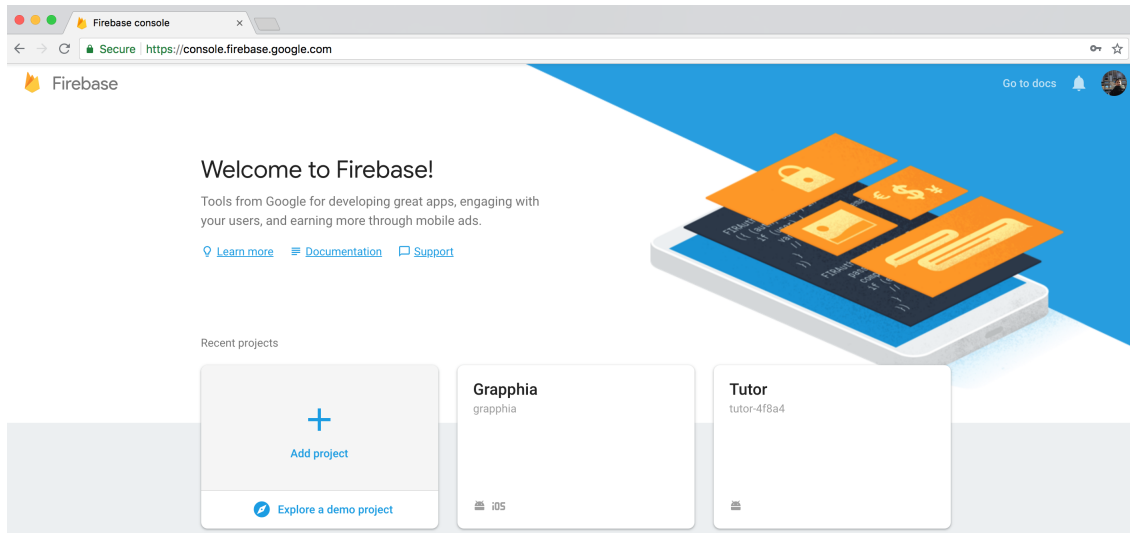 Firebase console
Secure https://console.firebase.google.com
Firebase
Go to docs
Welcome to Firebase!
Tools from Google for developing great apps, engaging with
your users, and earning more through mobile ads.
Learn more
Documentation
Support
Recent projects
Add project
Explore a demo project
Grapphia
grapphia
iOS
Tutor
tutor-4f8a4